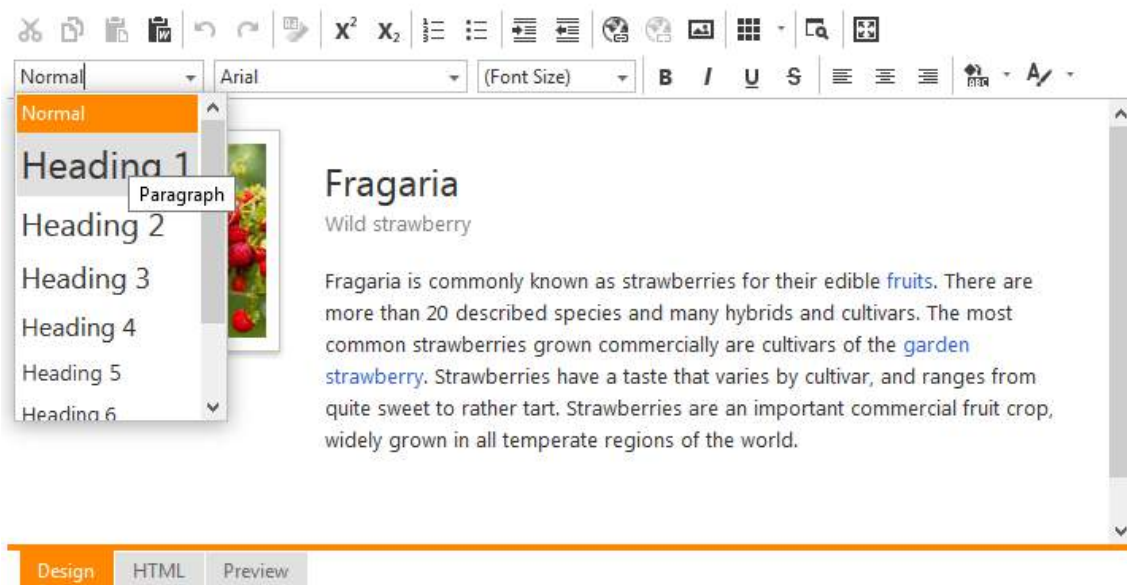 X² X₂
Normal Arial (Font Size) B I U S ABC A
Normal
Heading 1
Paragraph
Heading 2
Heading 3
Heading 4
Heading 5
Heading 6
Fragaria
Wild strawberry
Fragaria is commonly known as strawberries for their edible fruits. There are
more than 20 described species and many hybrids and cultivars. The most
common strawberries grown commercially are cultivars of the garden
strawberry. Strawberries have a taste that varies by cultivar, and ranges from
quite sweet to rather tart. Strawberries are an important commercial fruit crop,
widely grown in all temperate regions of the world.
Design HTML Preview